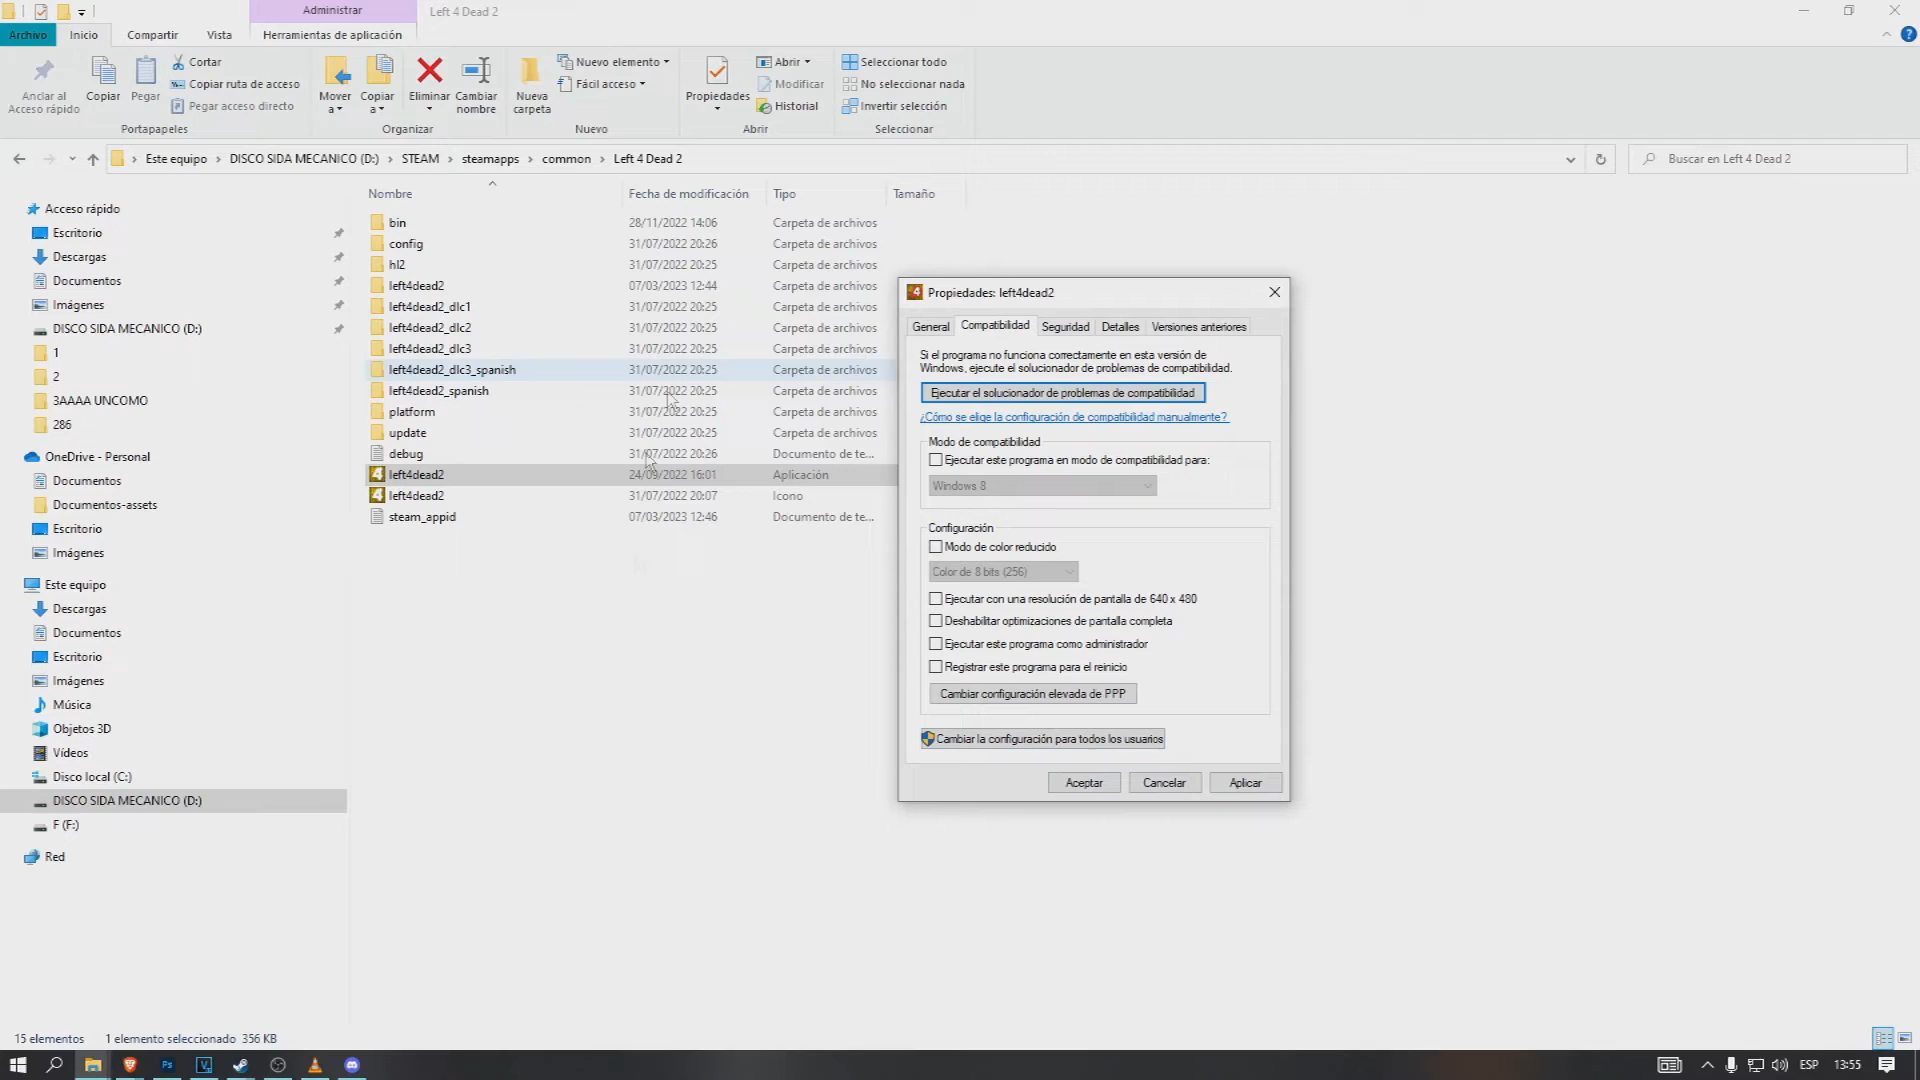 Administrar
Left 4 Dead 2
Archivo
Inicio
Compartir
Vista
Herramientas de aplicación
Anclar al
Acceso rápido
Copiar
Pegar
Cortar
Copiar ruta de acceso
Pegar acceso directo
Portapapeles
Mover
a
Copiar
a
Eliminar
Cambiar
nombre
Organizar
Nueva
carpeta
Nuevo elemento
Fácil acceso
Nuevo
Propiedades
Abrir
Modificar
Historial
Abrir
Seleccionar todo
No seleccionar nada
Invertir selección
Seleccionar
Este equipo > DISCO SIDA MECANICO (D:) > STEAM > steamapps > common > Left 4 Dead 2
Buscar en Left 4 Dead 2
Acceso rápido
Escritorio
Descargas
Documentos
Imágenes
DISCO SIDA MECANICO (D:)
1
2
3AAAA UNCOMO
286
OneDrive - Personal
Documentos
Documentos-assets
Escritorio
Imágenes
Este equipo
Descargas
Documentos
Escritorio
Imágenes
Música
Objetos 3D
Vídeos
Disco local (C:)
DISCO SIDA MECANICO (D:)
F (F:)
Red
Nombre Fecha de modificación Tipo Tamaño
bin 28/11/2022 14:06 Carpeta de archivos
config 31/07/2022 20:26 Carpeta de archivos
hl2 31/07/2022 20:25 Carpeta de archivos
left4dead2 07/03/2023 12:44 Carpeta de archivos
left4dead2_dlc1 31/07/2022 20:25 Carpeta de archivos
left4dead2_dlc2 31/07/2022 20:25 Carpeta de archivos
left4dead2_dlc3 31/07/2022 20:25 Carpeta de archivos
left4dead2_dlc3_spanish 31/07/2022 20:25 Carpeta de archivos
left4dead2_spanish 31/07/2022 20:25 Carpeta de archivos
platform 31/07/2022 20:25 Carpeta de archivos
update 31/07/2022 20:25 Carpeta de archivos
debug 31/07/2022 20:26 Documento de te...
left4dead2 24/09/2022 16:01 Aplicación
left4dead2 31/07/2022 20:07 Icono
steam_appid 07/03/2023 12:46 Documento de te...
Propiedades: left4dead2
General Compatibilidad Seguridad Detalles Versiones anteriores
Si el programa no funciona correctamente en esta versión de
Windows, ejecute el solucionador de problemas de compatibilidad.
Ejecutar el solucionador de problemas de compatibilidad
¿Cómo se elige la configuración de compatibilidad manualmente?
Modo de compatibilidad
Ejecutar este programa en modo de compatibilidad para:
Windows 8
Configuración
Modo de color reducido
Color de 8 bits (256)
Ejecutar con una resolución de pantalla de 640 x 480
Deshabilitar optimizaciones de pantalla completa
Ejecutar este programa como administrador
Registrar este programa para el reinicio
Cambiar configuración elevada de PPP
Cambiar la configuración para todos los usuarios
Aceptar Cancelar Aplicar
15 elementos 1 elemento seleccionado 356 KB
Ps
ESP 13:55